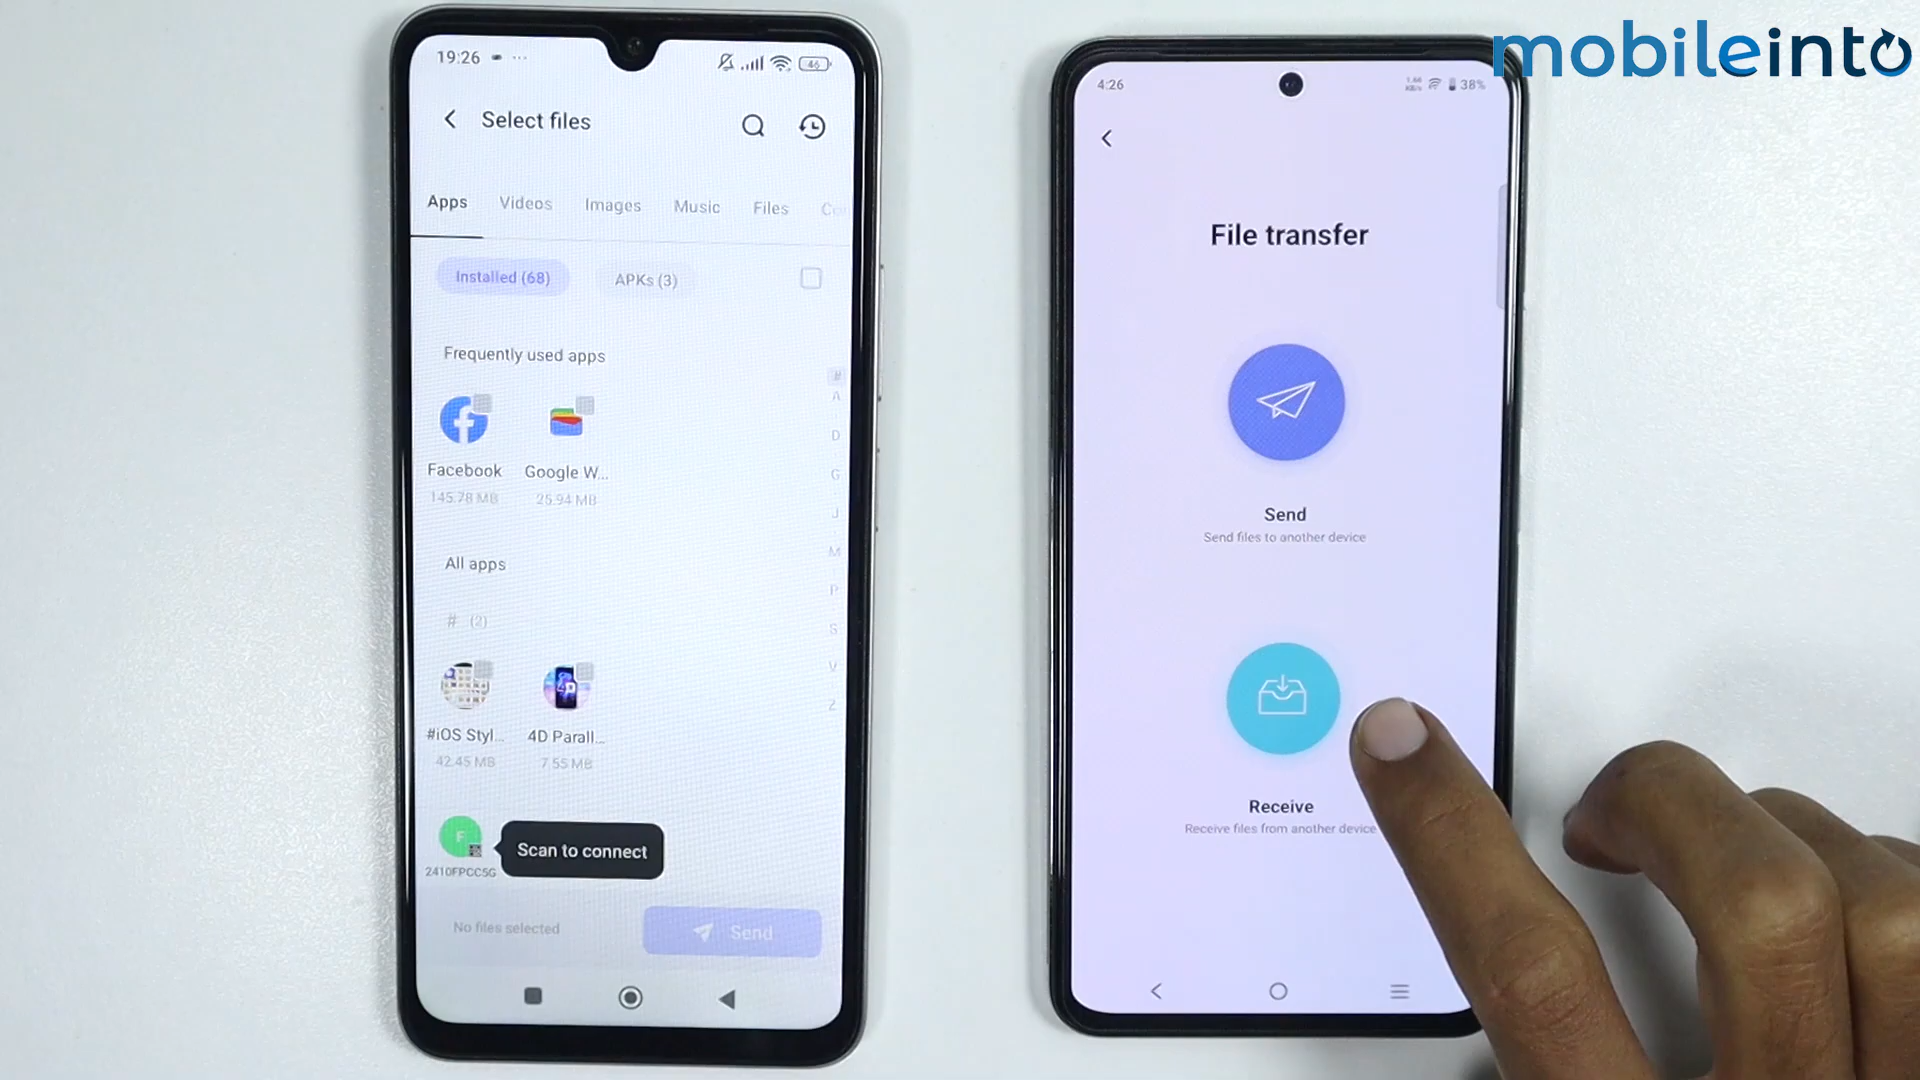 mobileinto
19:26
46
Select files
Apps Videos Images Music Files
Installed (68) APKs (3)
Frequently used apps
Facebook Google W...
145.78 MB 25.94 MB
All apps
# (2)
#iOS Styl... 4D Parall...
42.45 MB 7.55 MB
#
A
D
G
J
M
P
S
V
Z
F
2410FPCC5G
Scan to connect
No files selected
Send
4:26
38%
File transfer
Send
Send files to another device
Receive
Receive files from another device